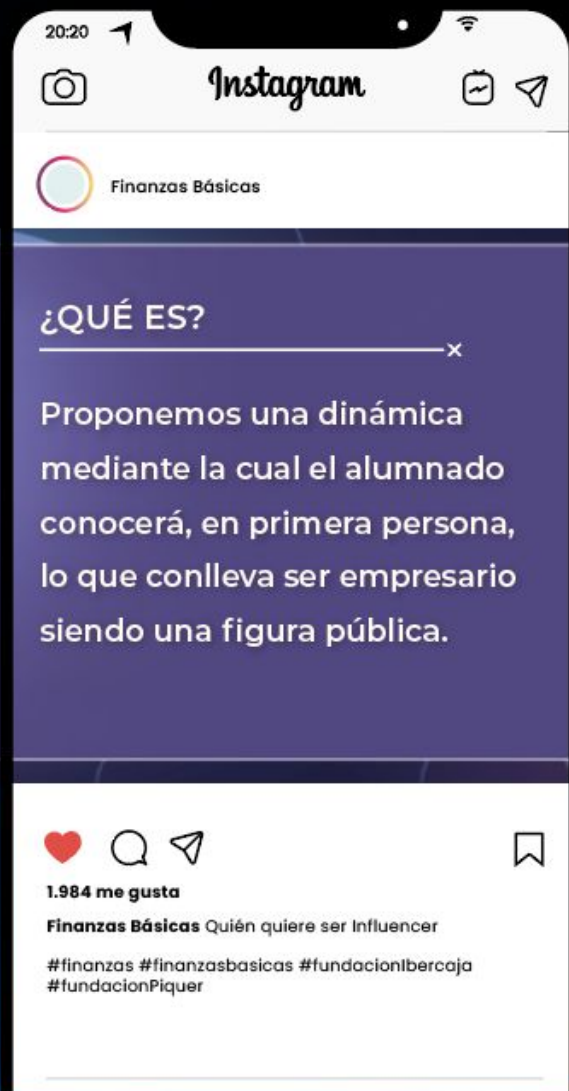 20:20
Instagram
Finanzas Básicas
¿QUÉ ES?
Proponemos una dinámica
mediante la cual el alumnado
conocerá, en primera persona,
lo que conlleva ser empresario
siendo una figura pública.
1.984 me gusta
Finanzas Básicas Quién quiere ser Influencer
#finanzas #finanzasbasicas #fundacionIbercaja
#fundacionPiquer